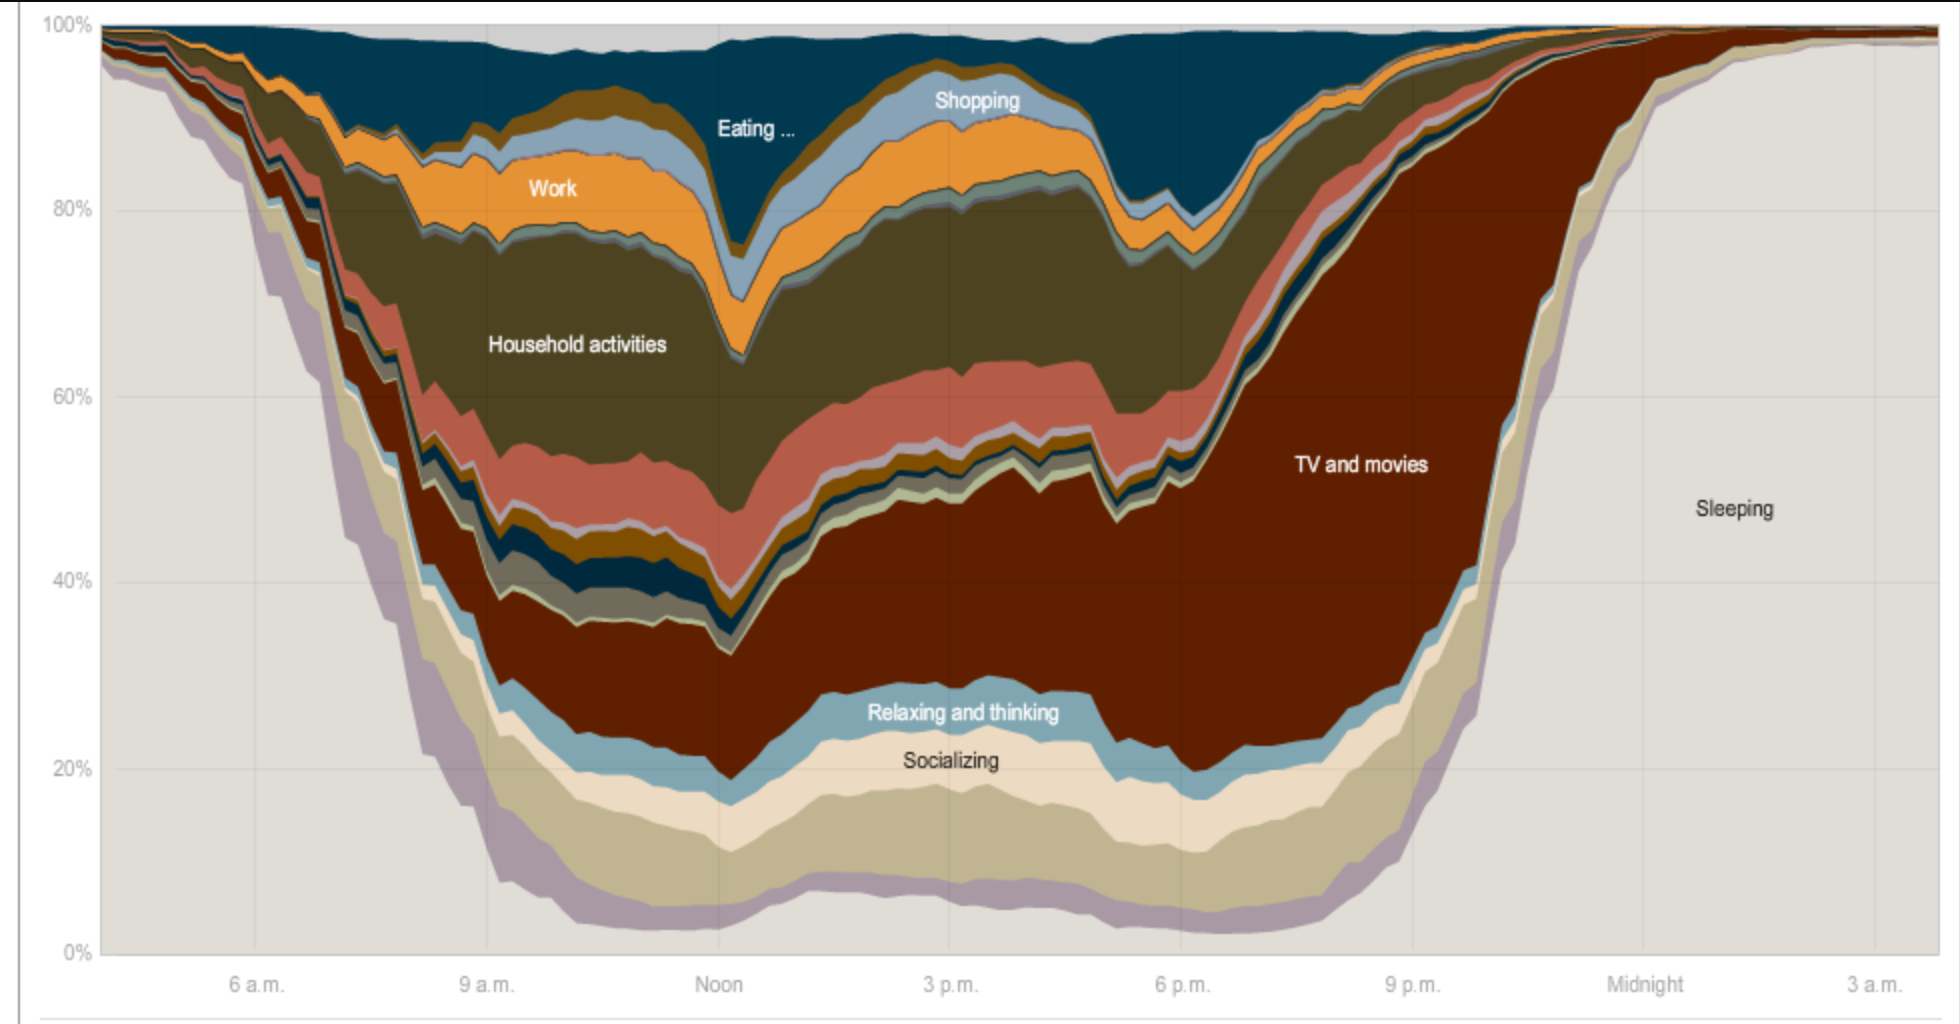 100%
Shopping
Eating ...
Work
80%
Household activities
60%
TV and movies
Sleeping
40%
Relaxing and thinking
Socializing
20%
0%
6 a.m. 9 a.m. Noon 3 p.m. 6 p.m. 9 p.m. Midnight 3 a.m.